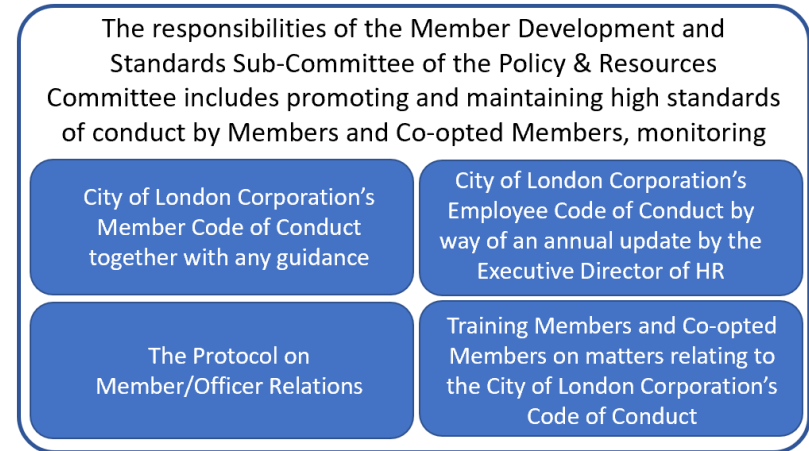 The responsibilities of the Member Development and
Standards Sub-Committee of the Policy & Resources
Committee includes promoting and maintaining high standards
of conduct by Members and Co-opted Members, monitoring
City of London Corporation’s
Member Code of Conduct
together with any guidance
City of London Corporation’s
Employee Code of Conduct by
way of an annual update by the
Executive Director of HR
The Protocol on
Member/Officer Relations
Training Members and Co-opted
Members on matters relating to
the City of London Corporation’s
Code of Conduct